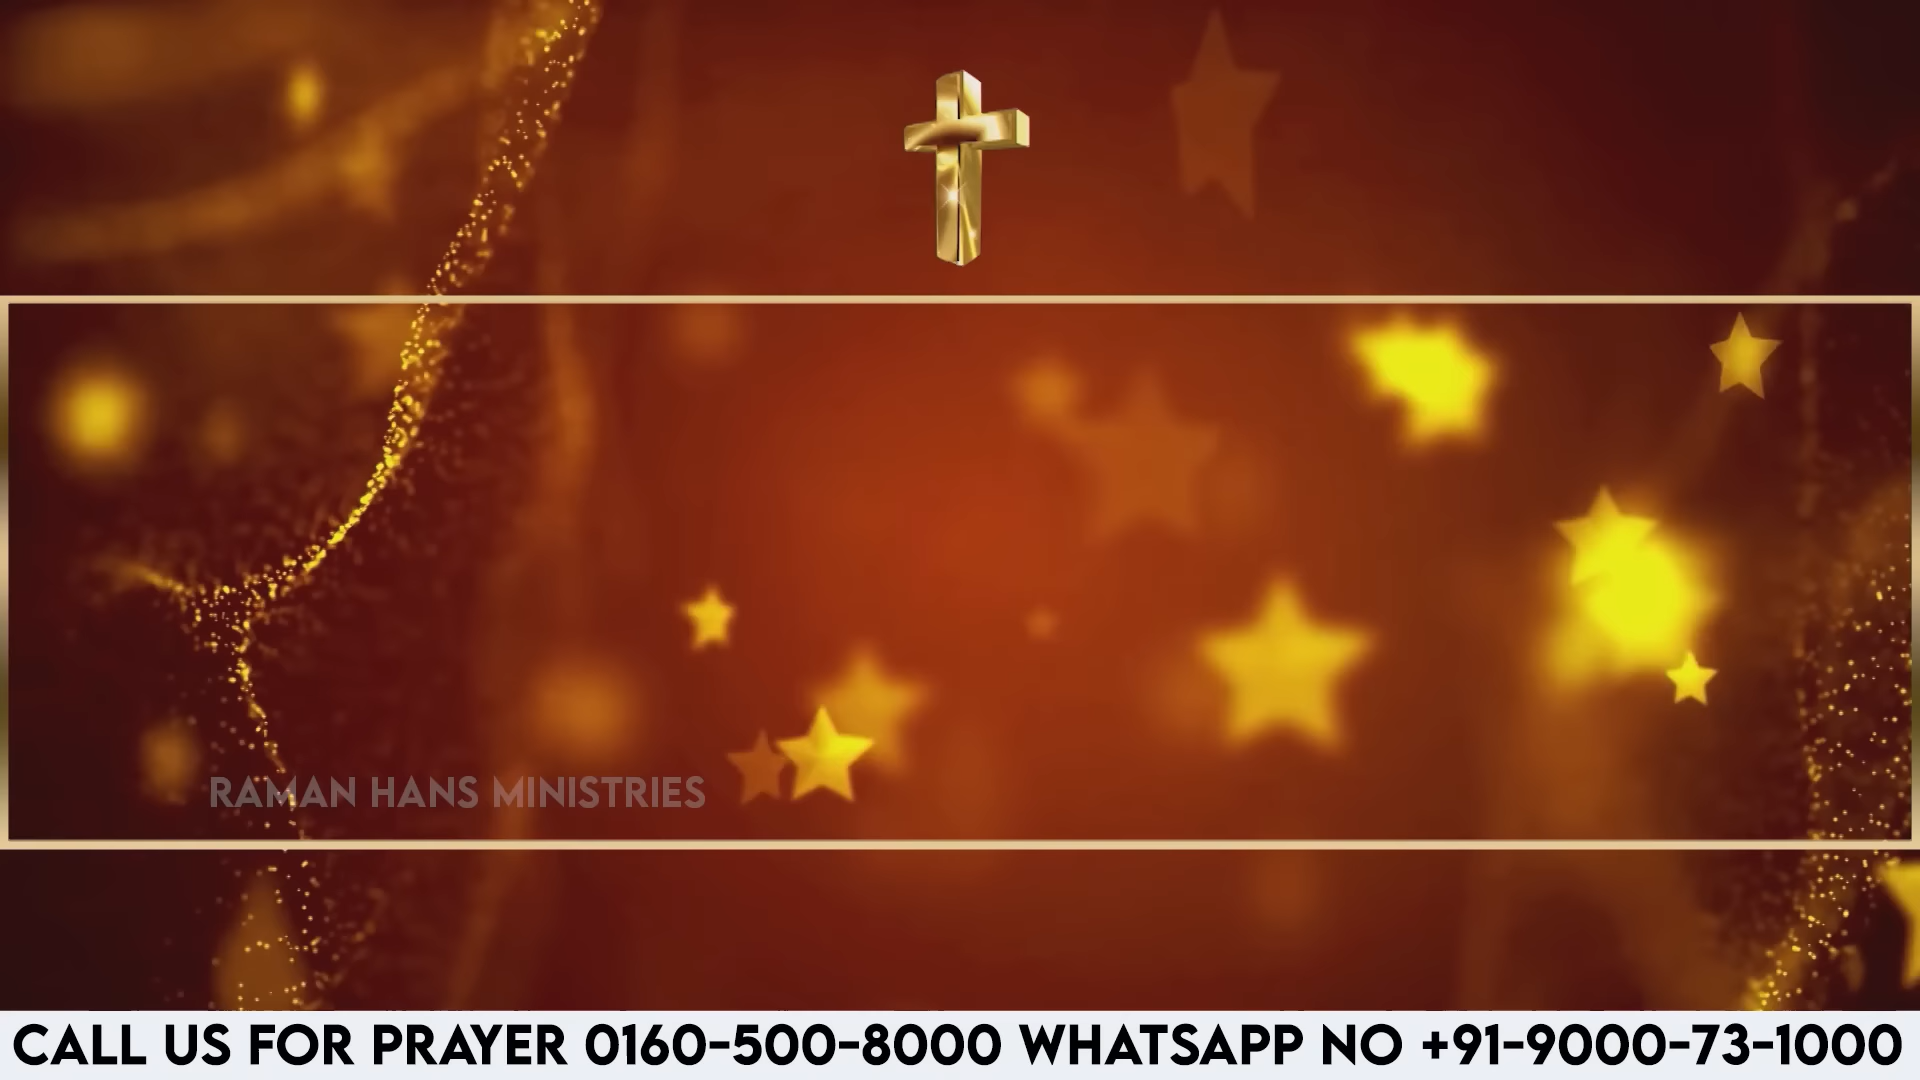 RAMAN HANS MINISTRIES
CALL US FOR PRAYER 0160-500-8000 WHATSAPP NO +91-9000-73-1000